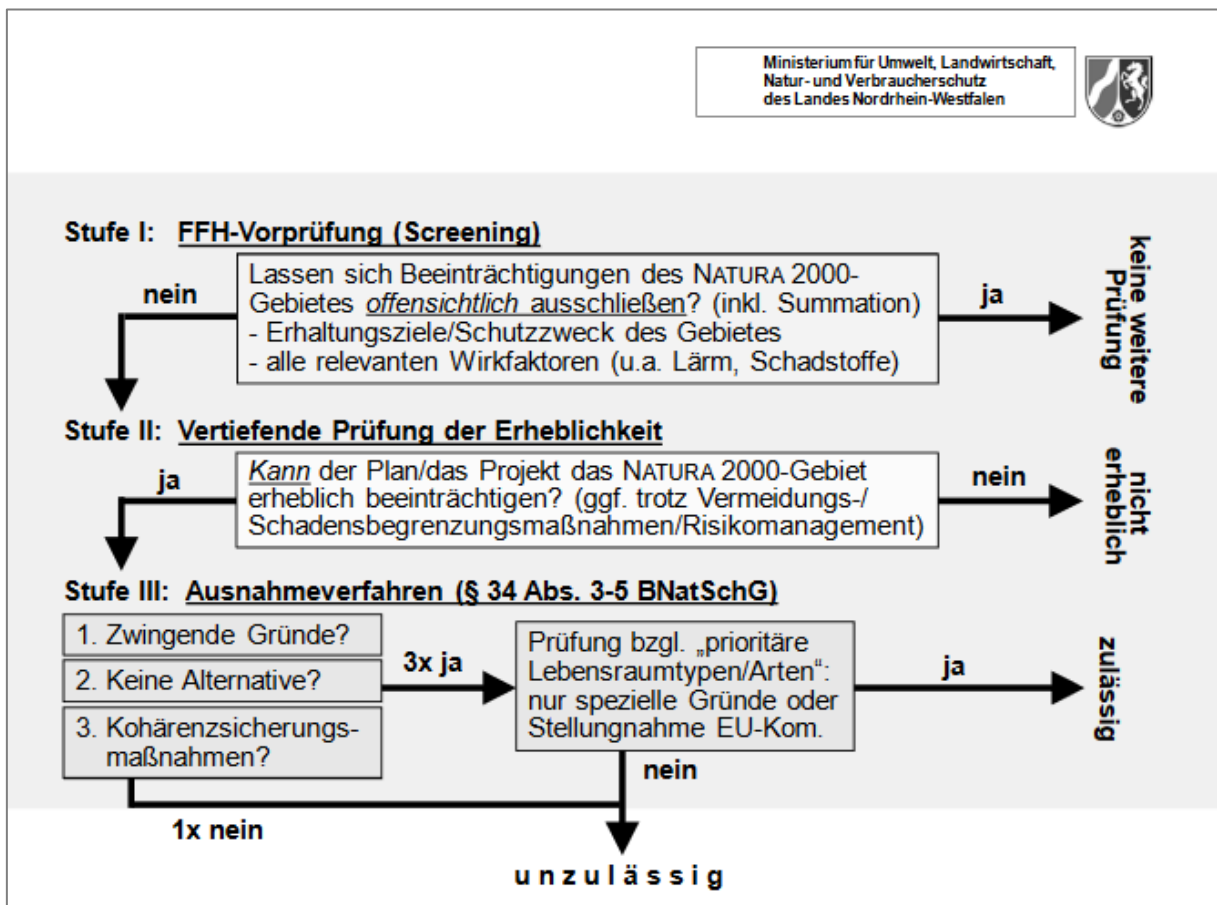 Ministerium für Umwelt, Landwirtschaft,
Natur- und Verbraucherschutz
des Landes Nordrhein-Westfalen
Stufe I: FFH-Vorprüfung (Screening)
nein
Lassen sich Beeinträchtigungen des NATURA 2000-
Gebietes offensichtlich ausschließen? (inkl. Summation)
- Erhaltungsziele/Schutzzweck des Gebietes
- alle relevanten Wirkfaktoren (u.a. Lärm, Schadstoffe)
ja
keine weitere
Prüfung
Stufe II: Vertiefende Prüfung der Erheblichkeit
ja
Kann der Plan/das Projekt das NATURA 2000-Gebiet
erheblich beeinträchtigen? (ggf. trotz Vermeidungs-/
Schadensbegrenzungsmaßnahmen/Risikomanagement)
nein
nicht
erheblich
Stufe III: Ausnahmeverfahren (§ 34 Abs. 3-5 BNatSchG)
1. Zwingende Gründe?
2. Keine Alternative?
3. Kohärenzsicherungs-
maßnahmen?
3x ja
Prüfung bzgl. „prioritäre
Lebensraumtypen/Arten“:
nur spezielle Gründe oder
Stellungnahme EU-Kom.
ja
zulässig
nein
1x nein
unzulässig